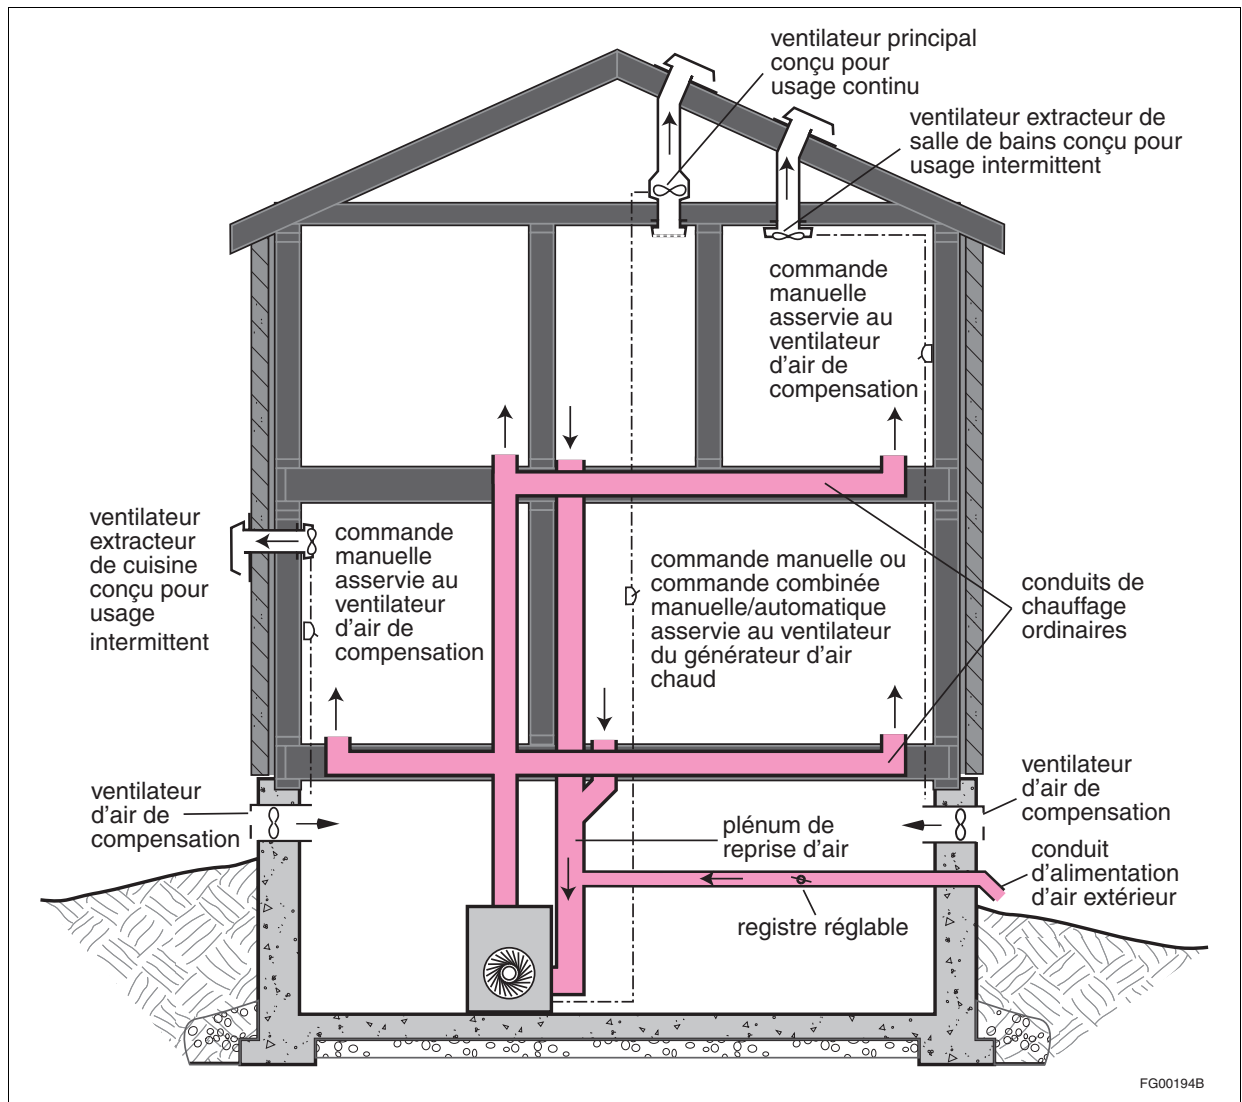 ventilateur principal
conçu pour
usage continu
ventilateur extracteur de
salle de bains conçu pour
usage intermittent
commande
manuelle
asservie au
ventilateur
d'air de
compensation
ventilateur
extracteur
de cuisine
conçu pour
usage
intermittent
commande
manuelle
asservie au
ventilateur
d'air de
compensation
commande manuelle ou
commande combinée
manuelle/automatique
asservie au ventilateur
du générateur d'air
chaud
conduits de
chauffage
ordinaires
ventilateur
d'air de
compensation
ventilateur
d'air de
compensation
plénum de
reprise d'air
conduit
d'alimentation
d'air extérieur
registre réglable
FG00194B